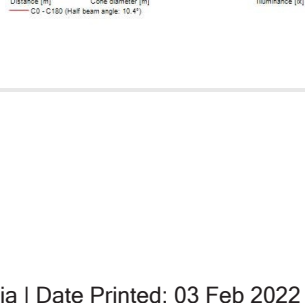 Distance [m] Cone diameter [m] Illuminance [lx]
C0 - C180 (Half beam angle: 10.4°)
ia | Date Printed: 03 Feb 2022